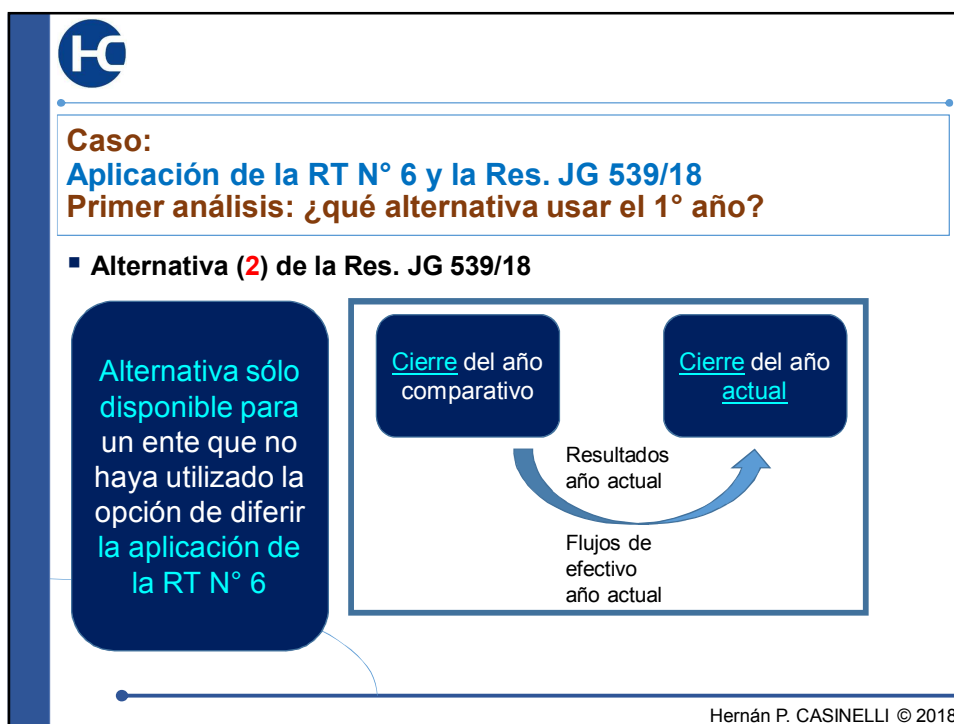 HC
Caso:
Aplicación de la RT N° 6 y la Res. JG 539/18
Primer análisis: ¿qué alternativa usar el 1° año?
▪ Alternativa (2) de la Res. JG 539/18
Alternativa sólo
disponible para
un ente que no
haya utilizado la
opción de diferir
la aplicación de
la RT N° 6
Cierre del año
comparativo
Cierre del año
actual
Resultados
año actual
Flujos de
efectivo
año actual
Hernán P. CASINELLI © 2018